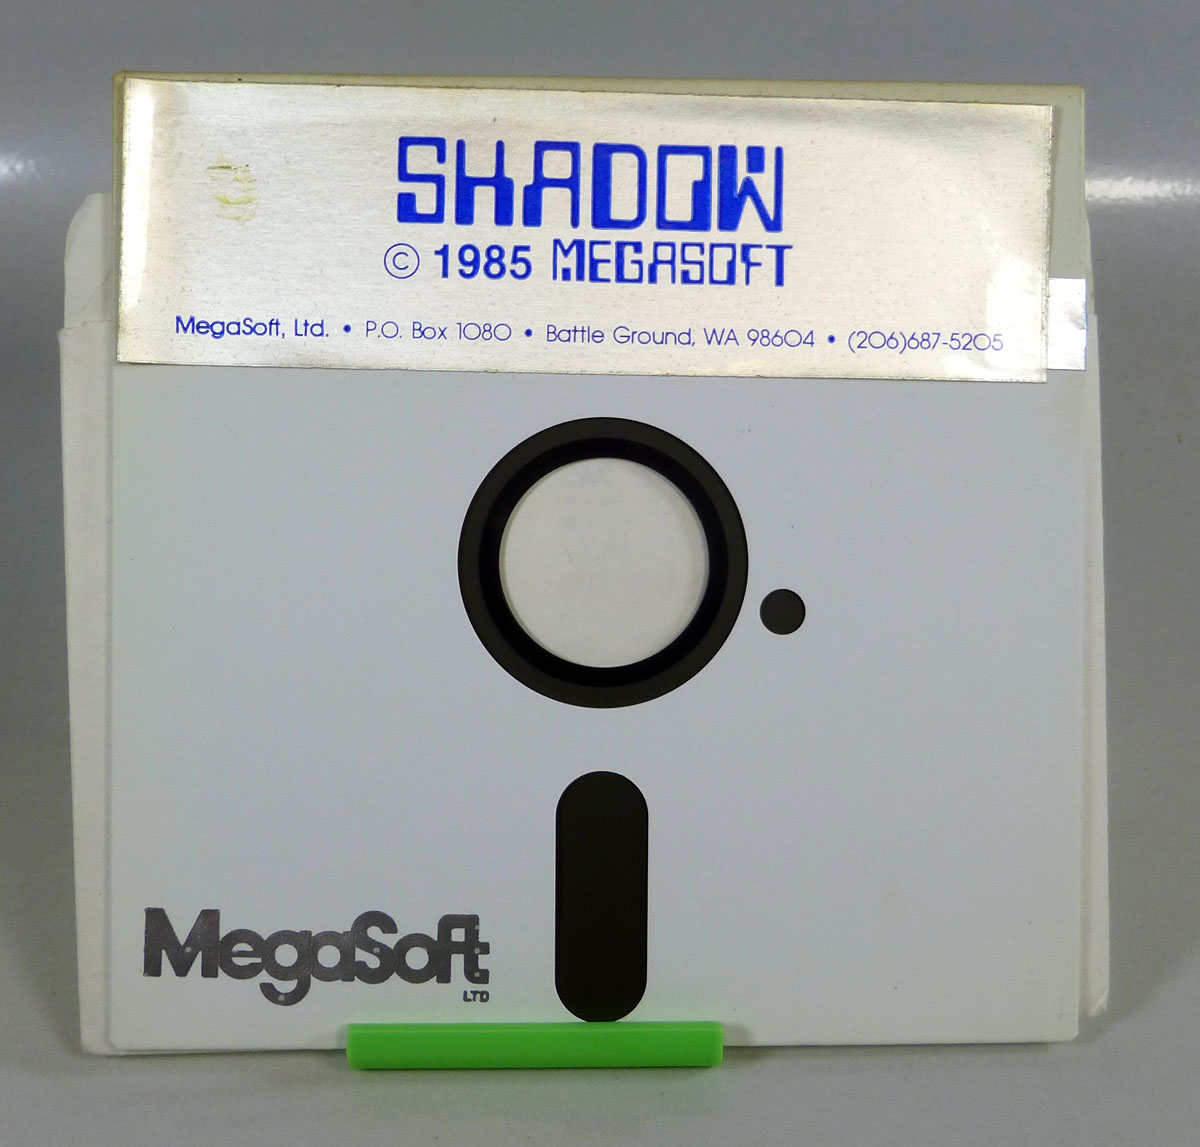 SHADOW
© 1985 MEGASOFT
MegaSoft, Ltd. • P.O. Box 1080 • Battle Ground, WA 98604 • (206)687-5205
MegaSoft
LTD